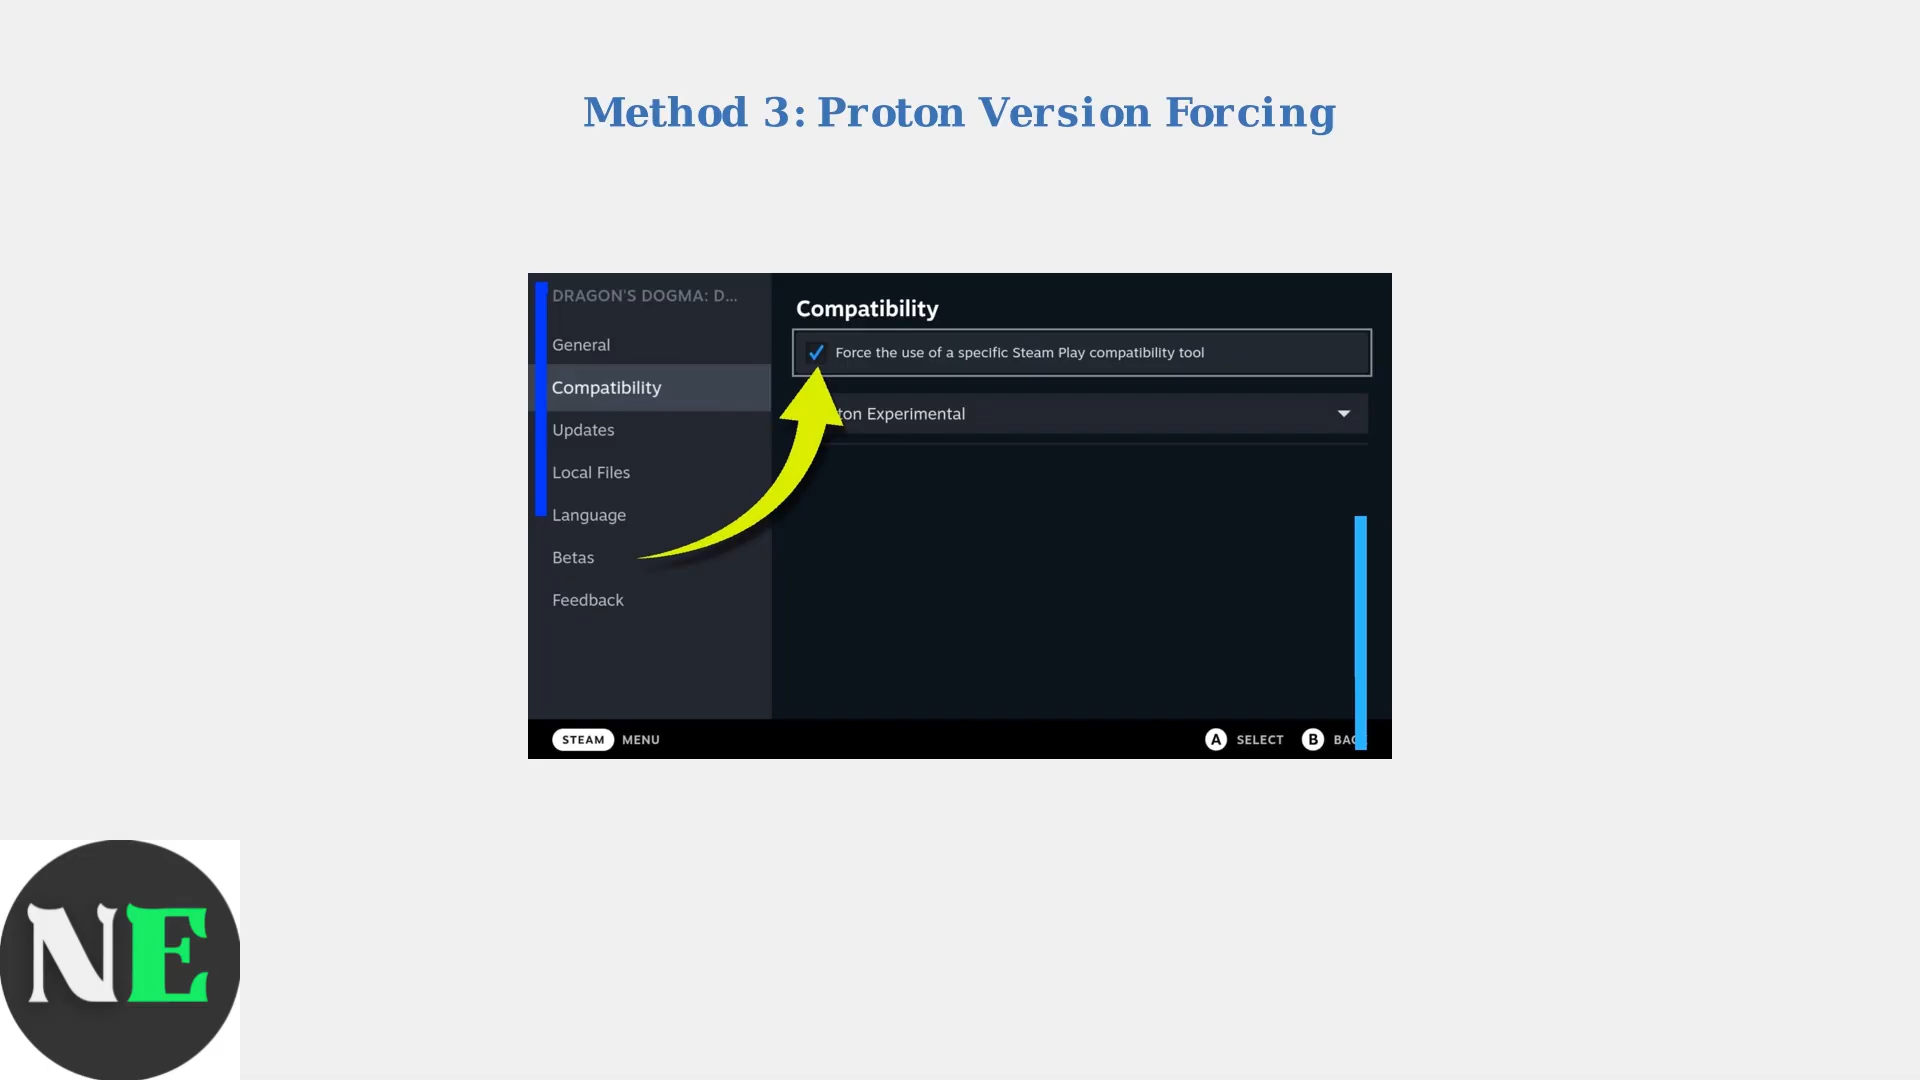 Method 3: Proton Version Forcing
DRAGON'S DOGMA: D...
General
Compatibility
Updates
Local Files
Language
Betas
Feedback
Compatibility
Force the use of a specific Steam Play compatibility tool
Experimental
STEAM MENU
A SELECT B
NE